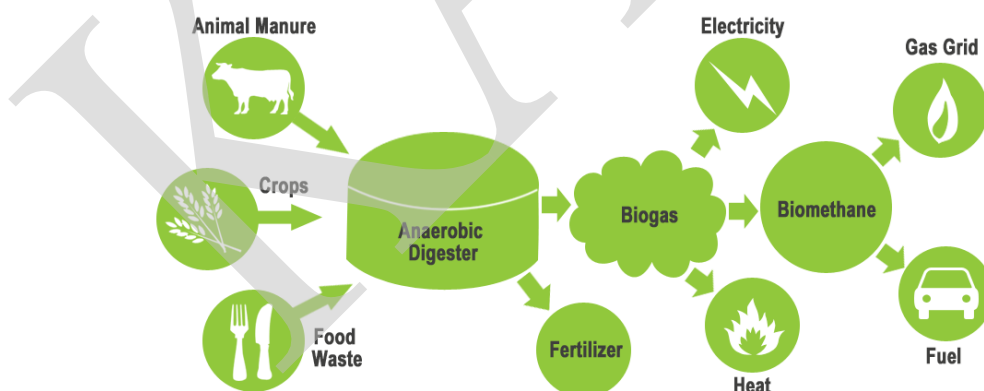 Animal Manure
Electricity
Gas Grid
Crops
Anaerobic
Digester
Biogas
Biomethane
Food
Waste
Fertilizer
Heat
Fuel